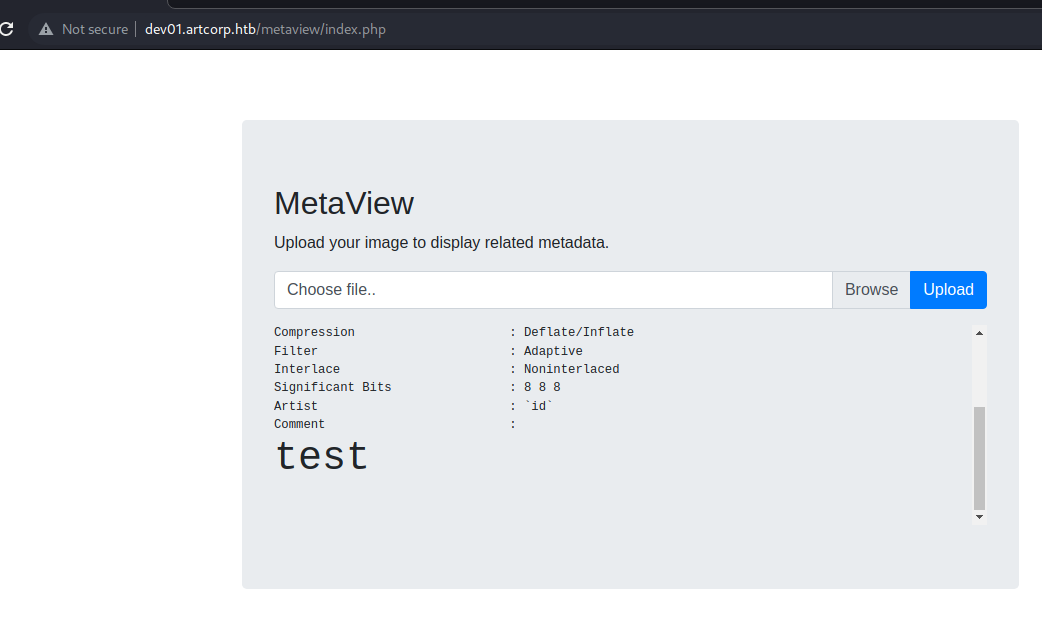 Not secure dev01.artcorp.htb/metaview/index.php
MetaView
Upload your image to display related metadata.
Choose file.. Browse Upload
Compression : Deflate/Inflate
Filter : Adaptive
Interlace : Noninterlaced
Significant Bits : 8 8 8
Artist : `id`
Comment :
test